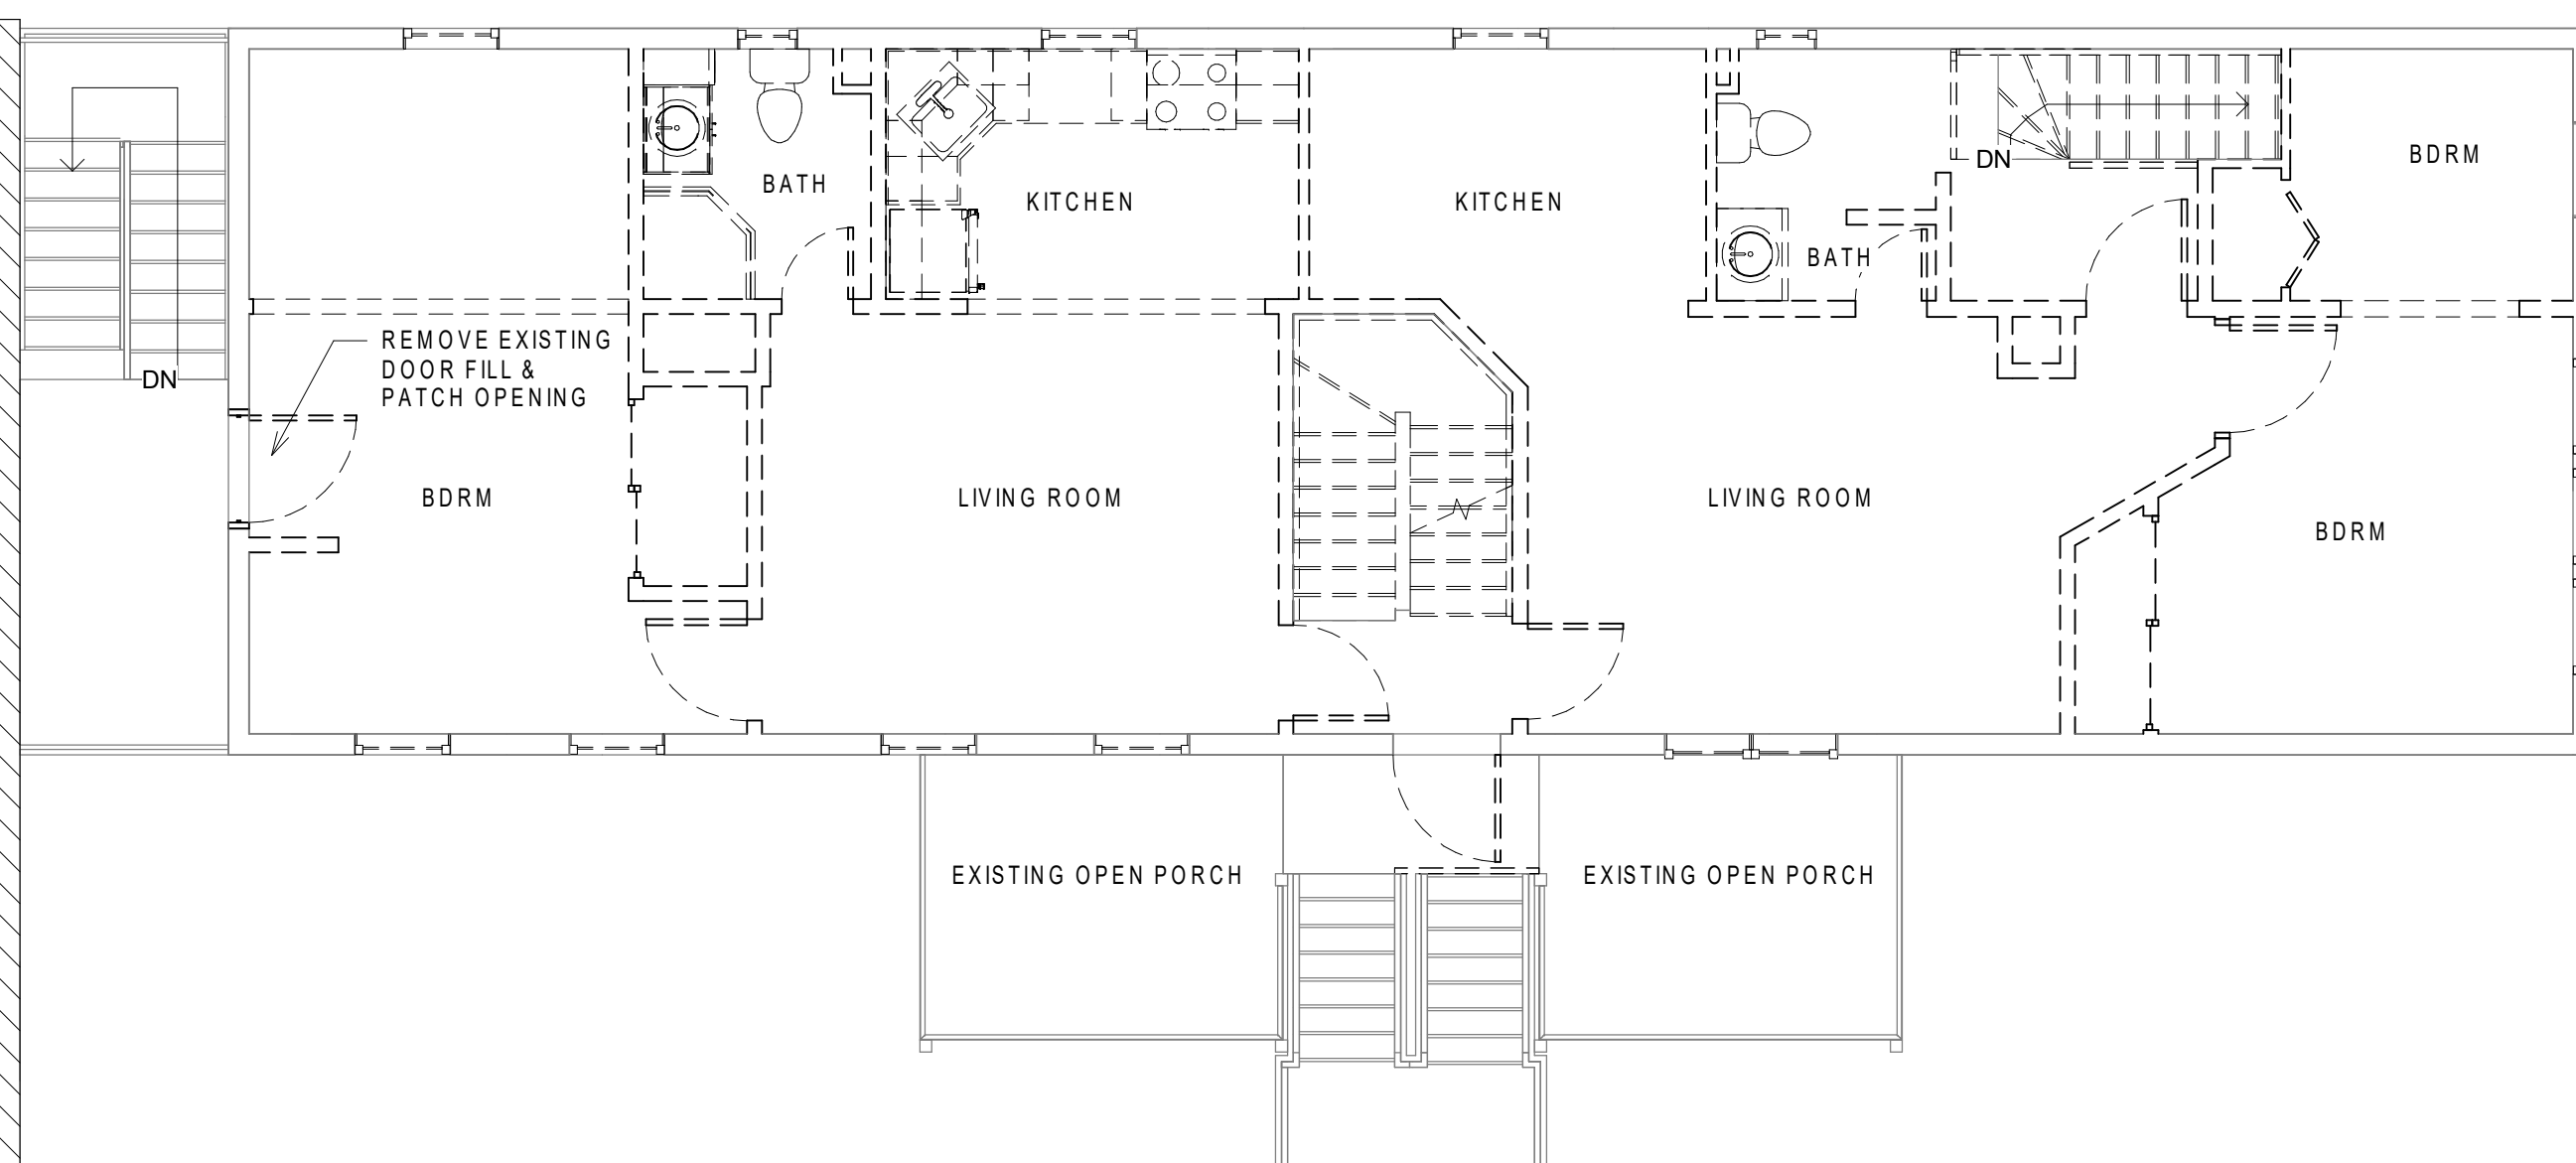 BDRM
DN
BATH
KITCHEN
KITCHEN
BATH
REMOVE EXISTING
DOOR FILL &
PATCH OPENING
DN
BDRM
LIVING ROOM
LIVING ROOM
BDRM
EXISTING OPEN PORCH
EXISTING OPEN PORCH